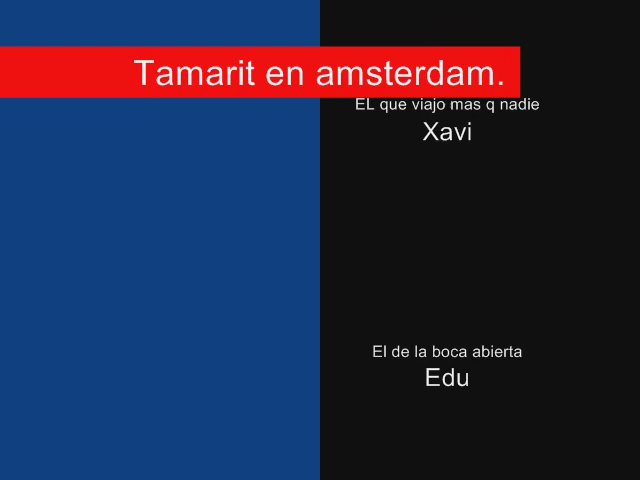 Tamarit en amsterdam.
EL que viajo mas q nadie
Xavi
El de la boca abierta
Edu